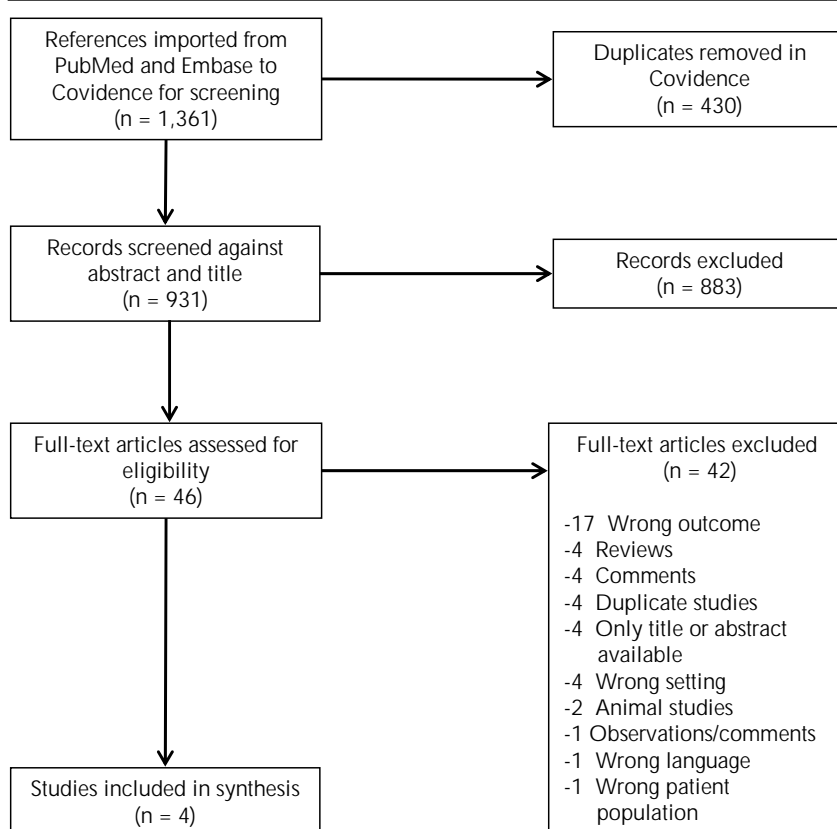 References imported from
PubMed and Embase to
Covidence for screening
(n = 1,361)
Duplicates removed in
Covidence
(n = 430)
Records screened against
abstract and title
(n = 931)
Records excluded
(n = 883)
Full-text articles assessed for
eligibility
(n = 46)
Full-text articles excluded
(n = 42)
-17 Wrong outcome
-4 Reviews
-4 Comments
-4 Duplicate studies
-4 Only title or abstract
available
-4 Wrong setting
-2 Animal studies
-1 Observations/comments
-1 Wrong language
-1 Wrong patient
population
Studies included in synthesis
(n = 4)